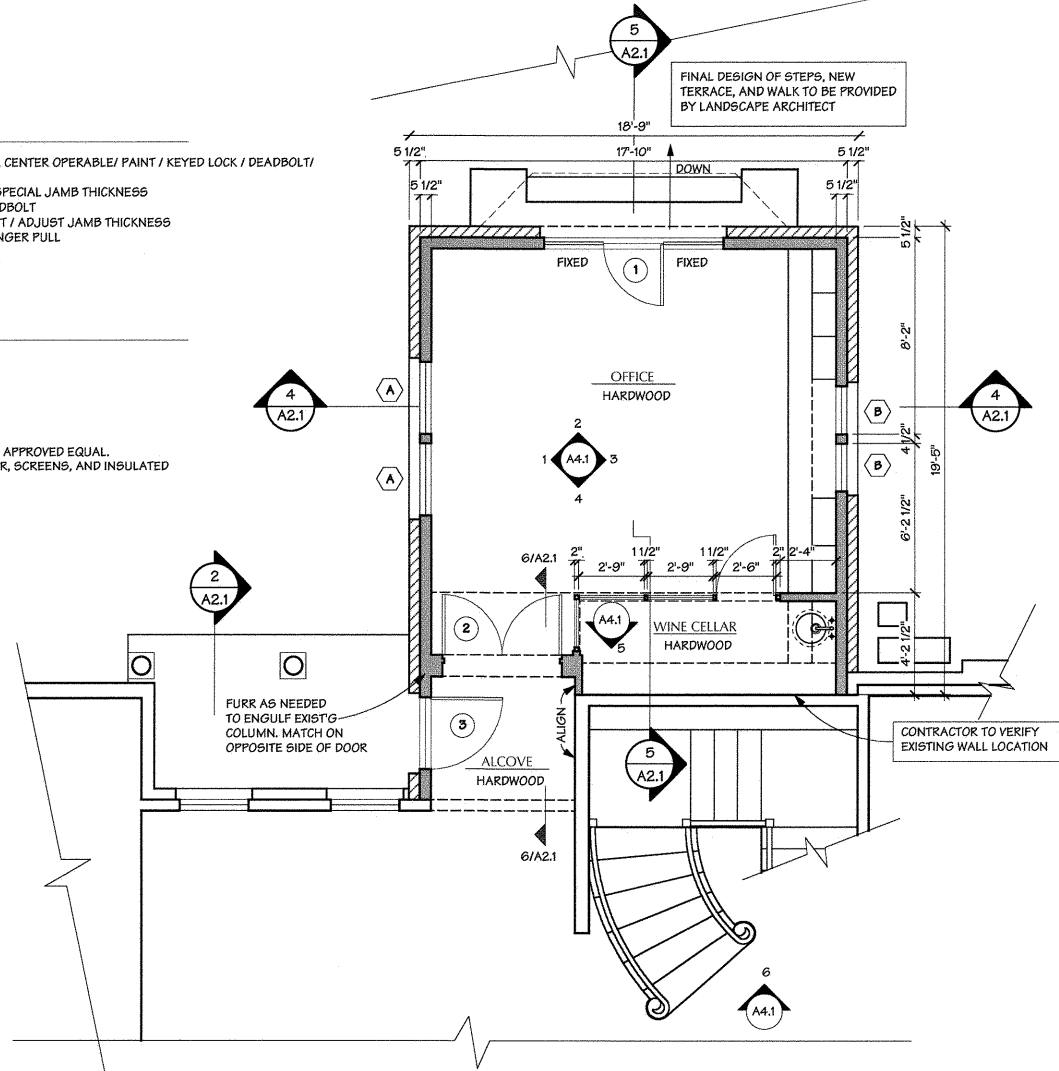 5
A2.1
FINAL DESIGN OF STEPS, NEW
TERRACE, AND WALK TO BE PROVIDED
BY LANDSCAPE ARCHITECT
18'-9"
CENTER OPERABLE/ PAINT / KEYED LOCK / DEADBOLT/
5 1/2"
17'-10"
5 1/2"
DOWN
SPECIAL JAMB THICKNESS
5 1/2"
5 1/2"
T / ADJUST JAMB THICKNESS
NGER PULL
5 1/2"
FIXED
1
FIXED
8'-2"
OFFICE
HARDWOOD
4
A2.1
A
B
4
A2.1
2
4 1/2"
APPROVED EQUAL.
R, SCREENS, AND INSULATED
1
A4.1
3
B
19'-5"
A
4
6'-2 1/2"
6/A2.1
2"
1 1/2"
1 1/2"
2"
2'-4"
2'-9"
2'-9"
2'-6"
2
A2.1
2
A4.1
5
WINE CELLAR
HARDWOOD
4'-2 1/2"
FURR AS NEEDED
TO ENGULF EXIST'G
COLUMN. MATCH ON
OPPOSITE SIDE OF DOOR
3
ALIGN
CONTRACTOR TO VERIFY
EXISTING WALL LOCATION
ALCOVE
HARDWOOD
5
A2.1
6/A2.1
6
A4.1